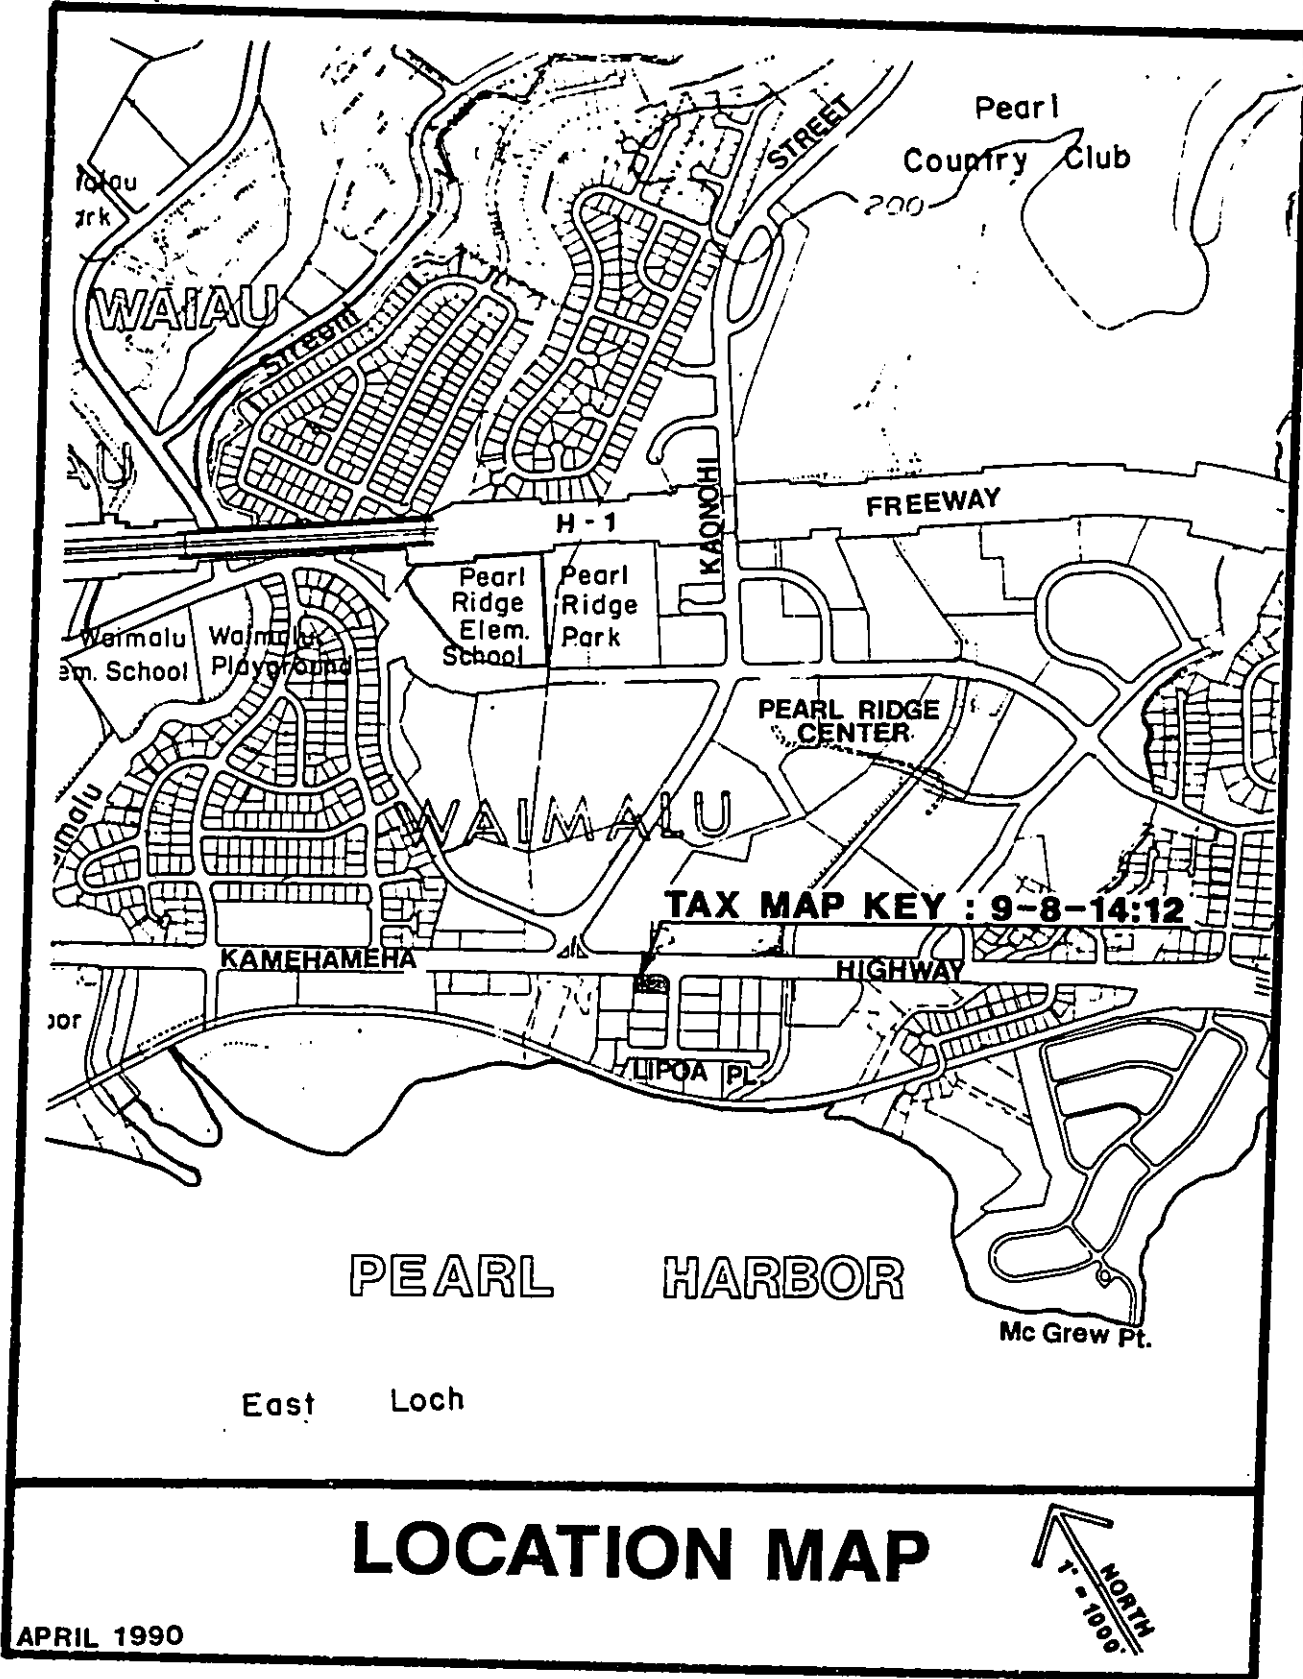 Pearl
Country Club
STREET
200
WAIAU
Stream
H - 1
FREEWAY
KAONOHI
Pearl
Ridge
Elem.
School
Pearl
Ridge
Park
Waimalu
em. School
Waimalu
Playground
PEARL RIDGE
CENTER
WAIMALU
TAX MAP KEY : 9-8-14:12
KAMEHAMEHA
HIGHWAY
LIPOA PL.
PEARL HARBOR
Mc Grew Pt.
East Loch
LOCATION MAP
NORTH
1" = 1000'
APRIL 1990